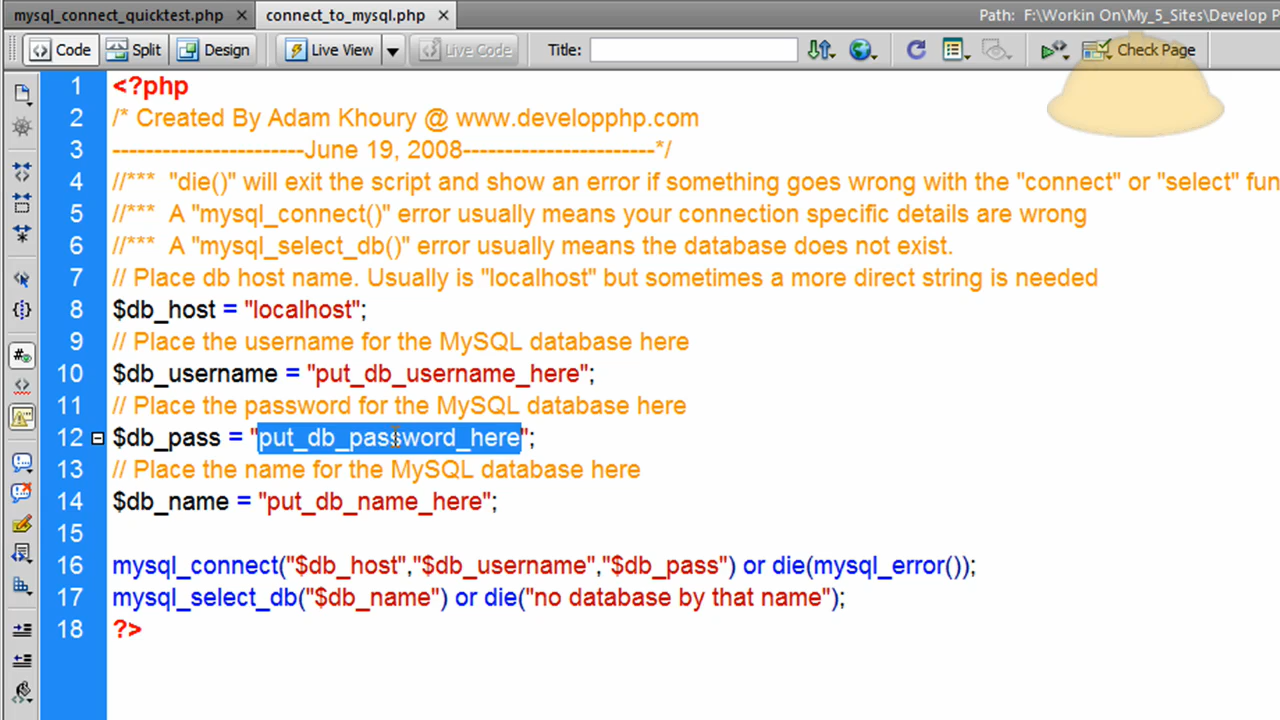 mysql_connect_quicktest.php × connect_to_mysql.php × Path: F:\Workin On\My_5_Sites\Develop P
Code Split Design Live View Live Code Title: Check Page
1 <?php
2 /* Created By Adam Khoury @ www.developphp.com
3 -----------------------June 19, 2008-----------------------*/
4 //*** "die()" will exit the script and show an error if something goes wrong with the "connect" or "select" fun
5 //*** A "mysql_connect()" error usually means your connection specific details are wrong
6 //*** A "mysql_select_db()" error usually means the database does not exist.
7 // Place db host name. Usually is "localhost" but sometimes a more direct string is needed
8 $db_host = "localhost";
9 // Place the username for the MySQL database here
10 $db_username = "put_db_username_here";
11 // Place the password for the MySQL database here
12 $db_pass = "put_db_password_here";
13 // Place the name for the MySQL database here
14 $db_name = "put_db_name_here";
15
16 mysql_connect("$db_host","$db_username","$db_pass") or die(mysql_error());
17 mysql_select_db("$db_name") or die("no database by that name");
18 ?>